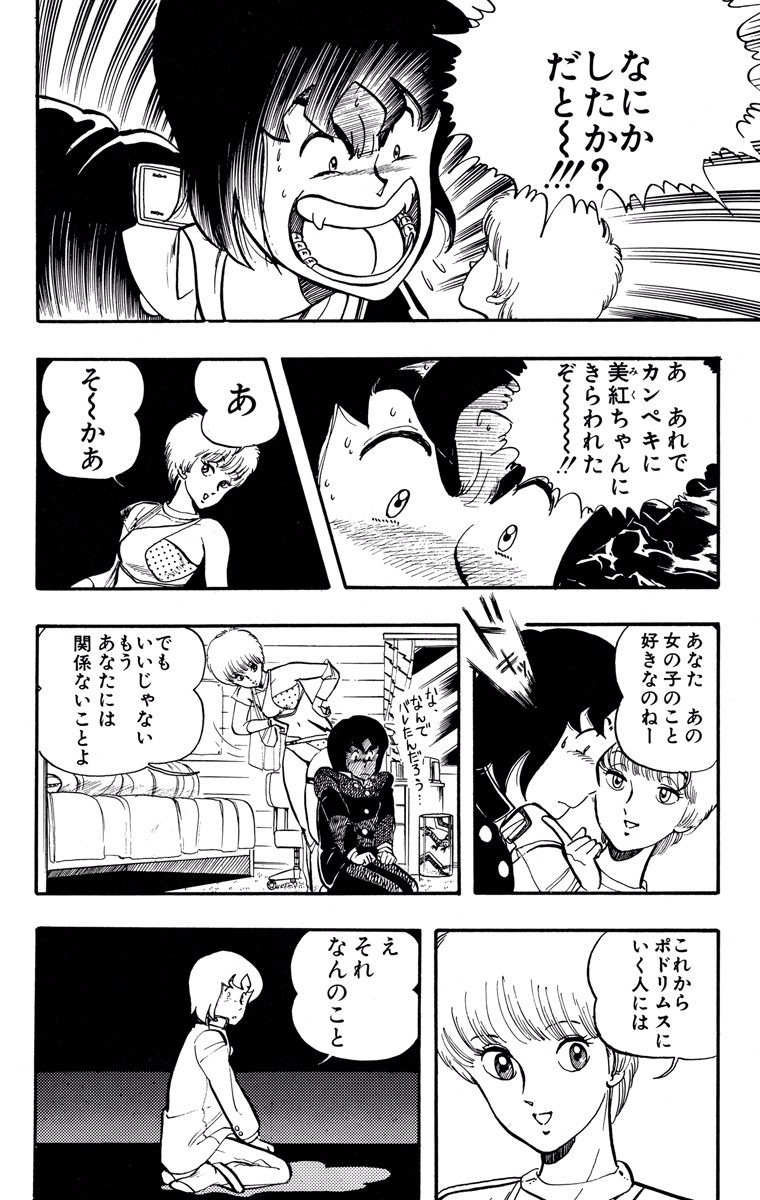 なにか
したか?
だと〜!!!
あ あれで
カンペキに
美紅ちゃんに
みく
きらわれた
ぞ〜〜〜!!
あ
そ〜かあ
あなた あの
女の子のこと
好きなのねー
ギクッ
でも
いいじゃない
もう
あなたには
関係ないことよ
な、
なんで
バレたんだろう…
これから
ポドリムスに
いく人には
え
それ
なんのこと